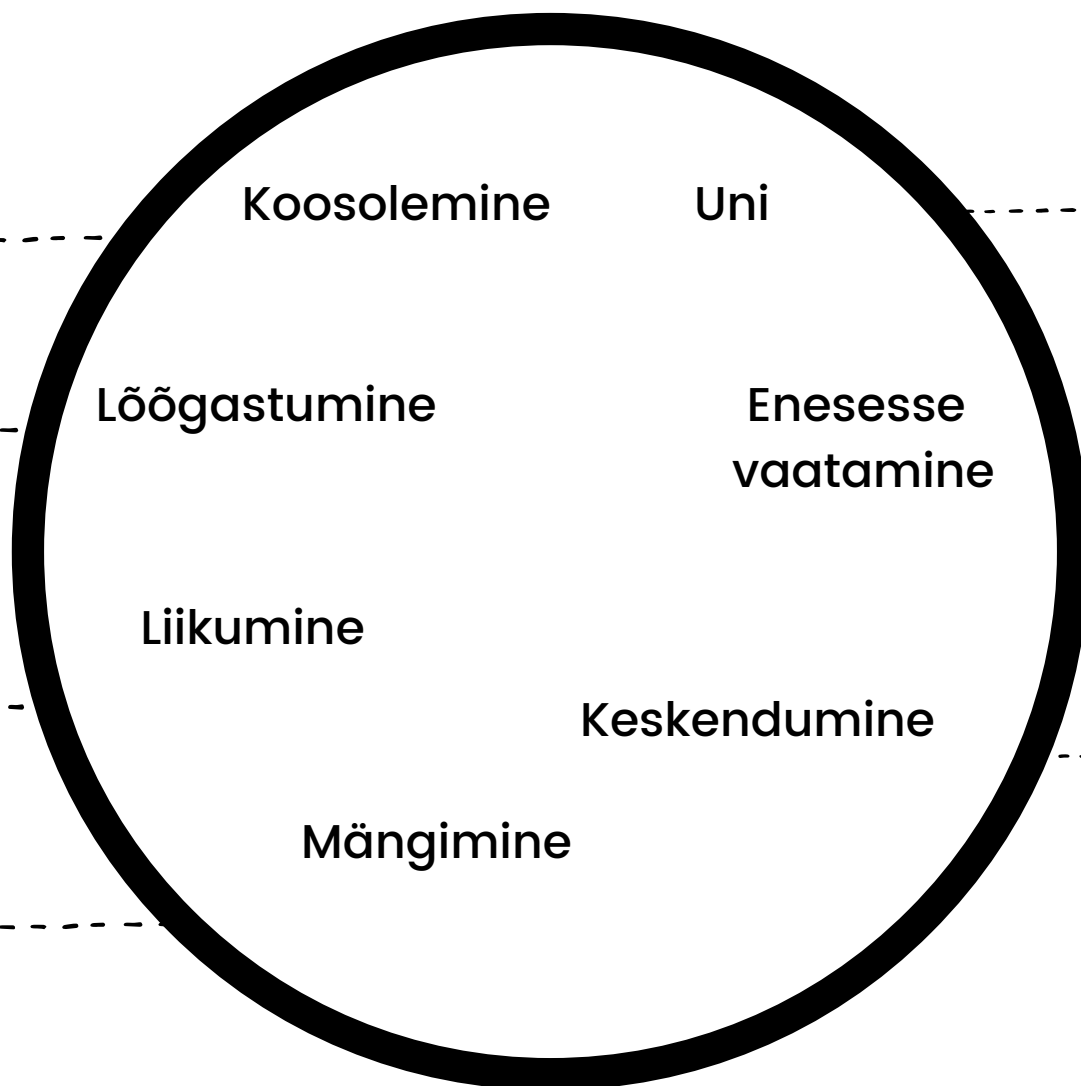 Koosolemine
Uni
Lõõgastumine
Enesesse
vaatamine
Liikumine
Keskendumine
Mängimine